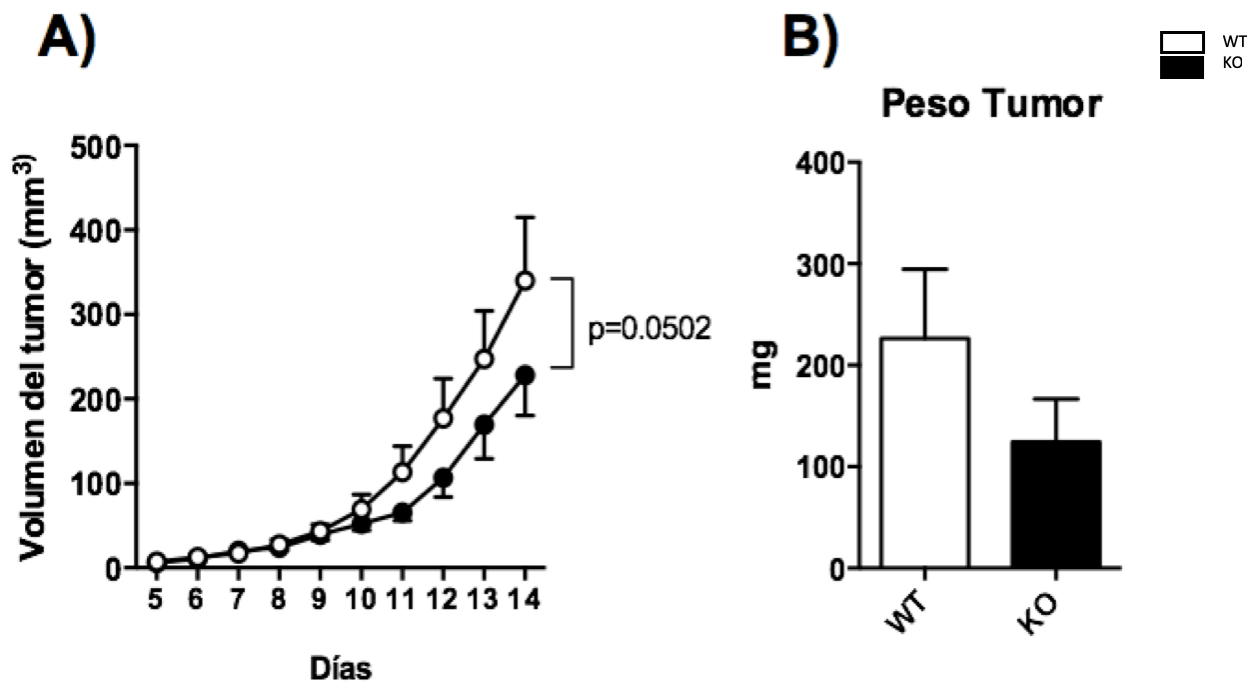 A)
B)
WT
KO
Peso Tumor
Volumen del tumor (mm³)
500
400
300
200
100
0
5 6 7 8 9 10 11 12 13 14
Días
p=0.0502
mg
400
300
200
100
0
WT
KO